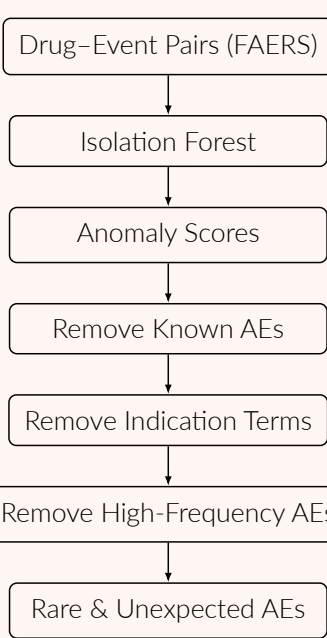 Drug–Event Pairs (FAERS)
Isolation Forest
Anomaly Scores
Remove Known AEs
Remove Indication Terms
Remove High-Frequency AEs
Rare & Unexpected AEs